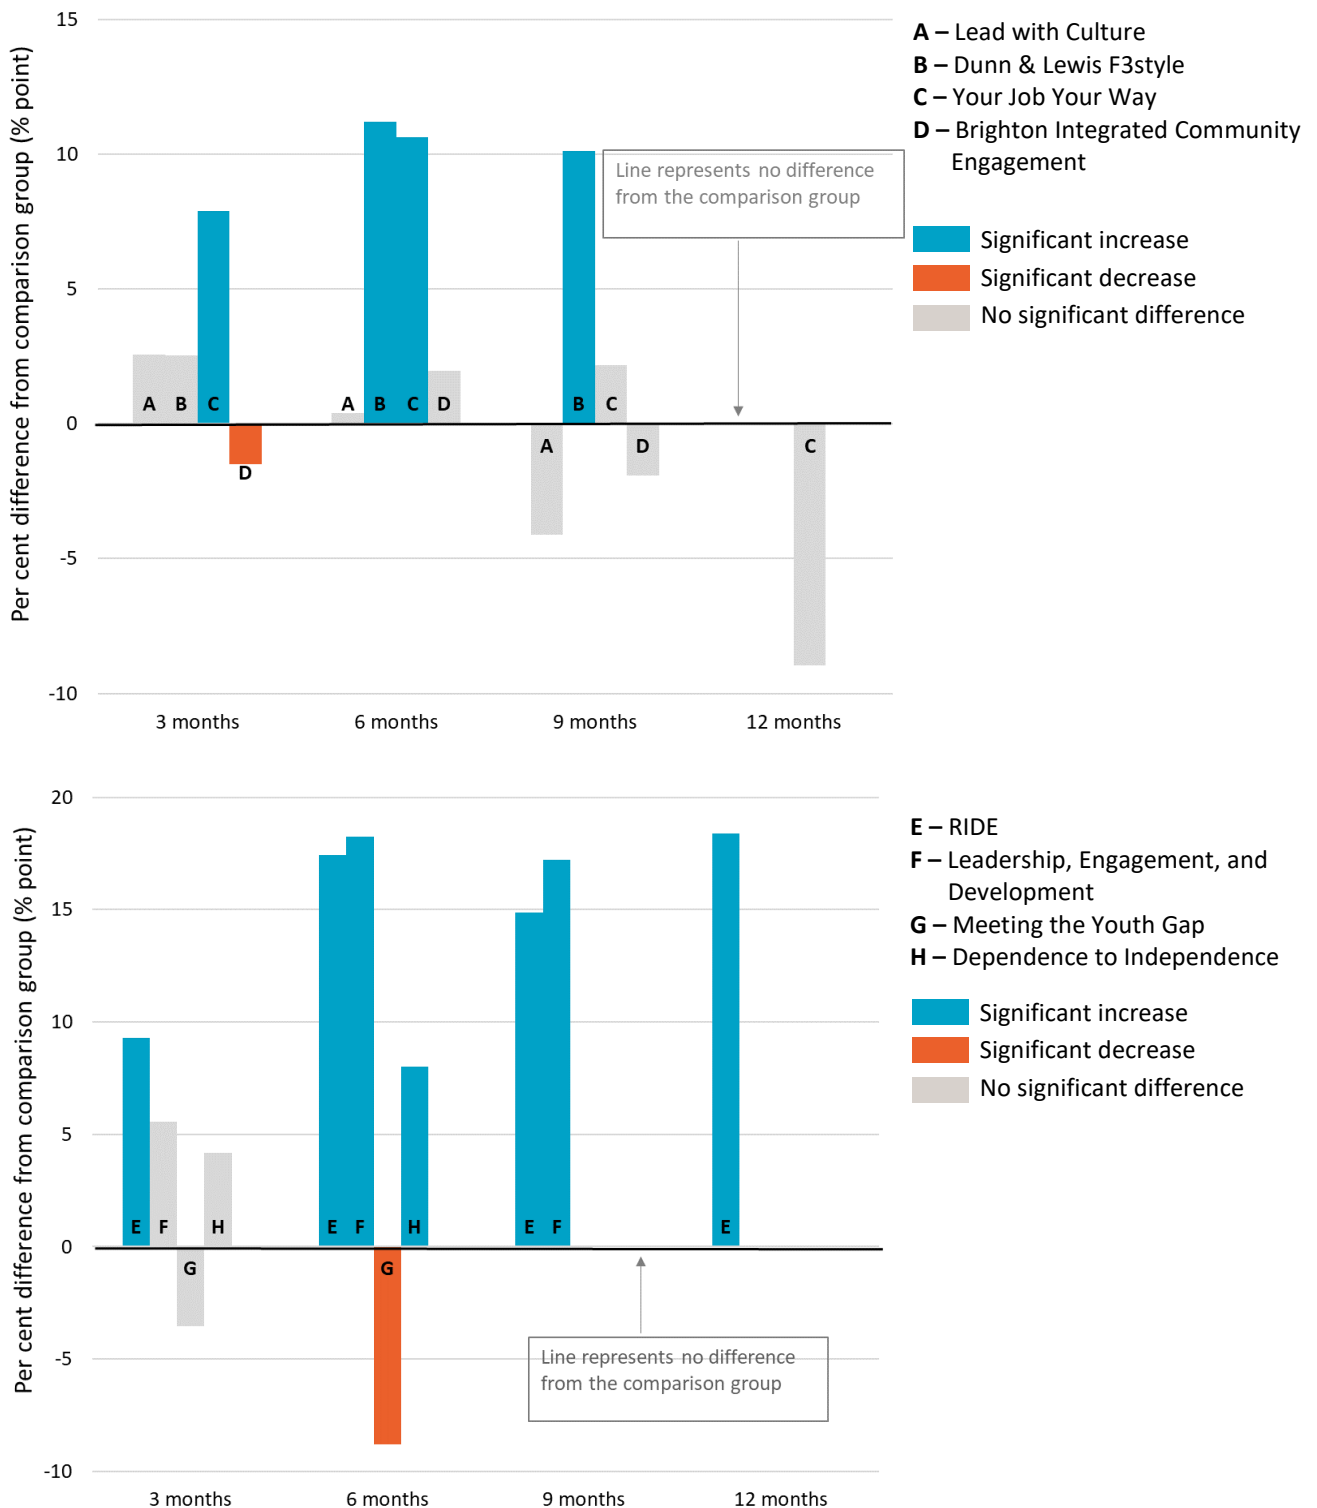 Per cent difference from comparison group (% point)
15
10
5
0
-5
-10
A B C D
A B C D
A B C D
C
3 months 6 months 9 months 12 months
Line represents no difference
from the comparison group
A – Lead with Culture
B – Dunn & Lewis F3style
C – Your Job Your Way
D – Brighton Integrated Community
Engagement
Significant increase
Significant decrease
No significant difference
Per cent difference from comparison group (% point)
20
15
10
5
0
-5
-10
E F G H
E F G H
E F
E
3 months 6 months 9 months 12 months
Line represents no difference
from the comparison group
E – RIDE
F – Leadership, Engagement, and
Development
G – Meeting the Youth Gap
H – Dependence to Independence
Significant increase
Significant decrease
No significant difference